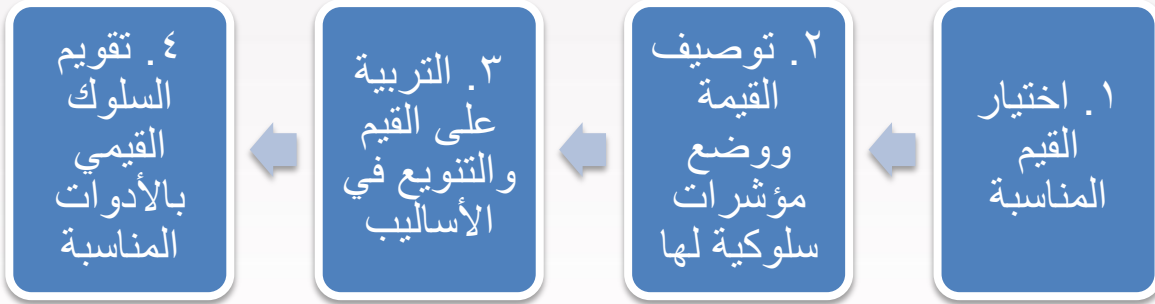 ١. اختيار
القيم
المناسبة
٢. توصيف
القيمة
ووضع
مؤشرات
سلوكية لها
٣. التربية
على القيم
والتنويع في
الأساليب
٤. تقويم
السلوك
القيمي
بالأدوات
المناسبة